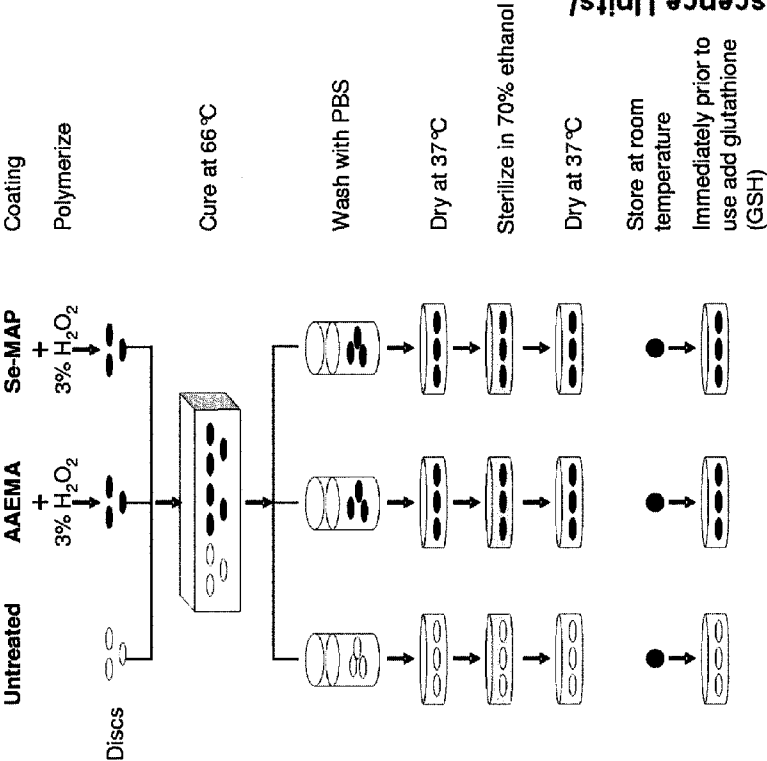 Untreated
AAEMA
Se-MAP
Coating
+
+
3% H₂O₂
3% H₂O₂
Polymerize
Discs
Cure at 66°C
Wash with PBS
Dry at 37°C
Sterilize in 70% ethanol
Dry at 37°C
Store at room
temperature
Immediately prior to
use add glutathione
(GSH)
Units/